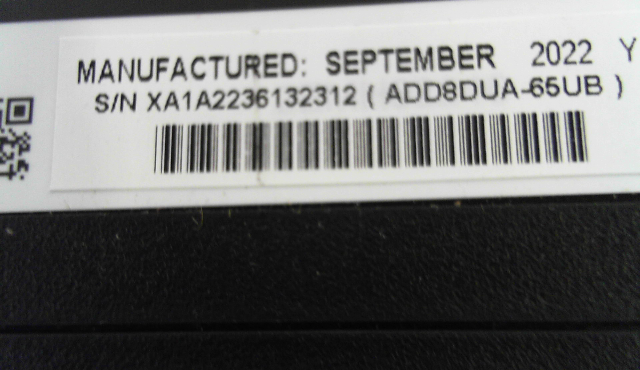 MANUFACTURED: SEPTEMBER 2022 Y
S/N XA1A2236132312 ( ADD8DUA-65UB )